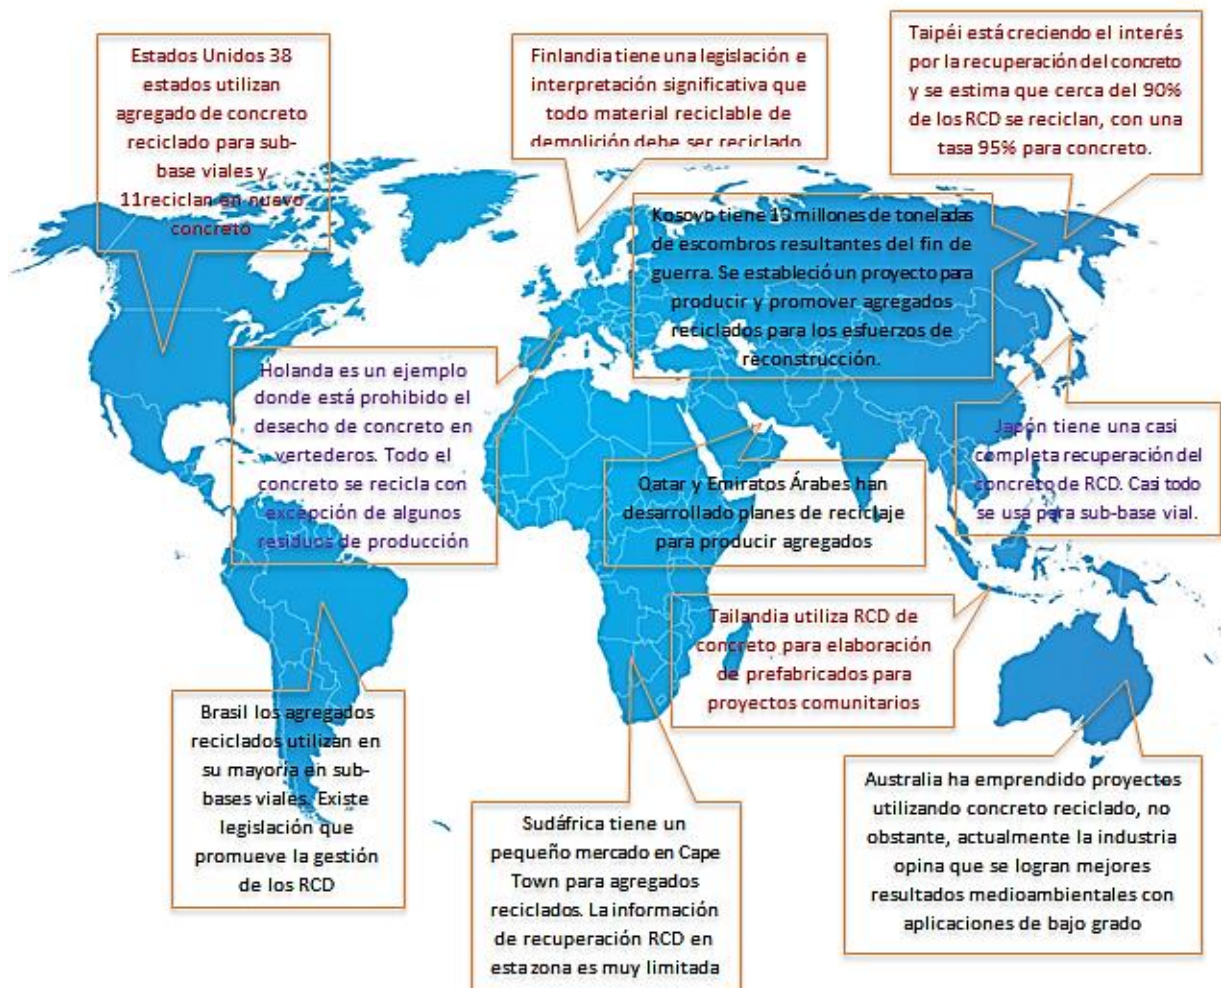 Estados Unidos 38
estados utilizan
agregado de concreto
reciclado para sub-
base viales y
11reciclan en nuevo
concreto
Finlandia tiene una legislación e
interpretación significativa que
todo material reciclable de
demolición debe ser reciclado
Taipéi está creciendo el interés
por la recuperación del concreto
y se estima que cerca del 90%
de los RCD se reciclan, con una
tasa 95% para concreto.
Kosovo tiene 10 millones de toneladas
de escombros resultantes del fin de
guerra. Se estableció un proyecto para
producir y promover agregados
reciclados para los esfuerzos de
reconstrucción.
Holanda es un ejemplo
donde está prohibido el
desecho de concreto en
vertederos. Todo el
concreto se recicla con
excepción de algunos
residuos de producción
Qatar y Emiratos Árabes han
desarrollado planes de reciclaje
para producir agregados
Japón tiene una casi
completa recuperación del
concreto de RCD. Casi todo
se usa para sub-base vial.
Tailandia utiliza RCD de
concreto para elaboración
de prefabricados para
proyectos comunitarios
Brasil los agregados
reciclados utilizan en
su mayoría en sub-
bases viales. Existe
legislación que
promueve la gestión
de los RCD
Sudáfrica tiene un
pequeño mercado en Cape
Town para agregados
reciclados. La información
de recuperación RCD en
esta zona es muy limitada
Australia ha emprendido proyectos
utilizando concreto reciclado, no
obstante, actualmente la industria
opina que se logran mejores
resultados medioambientales con
aplicaciones de bajo grado